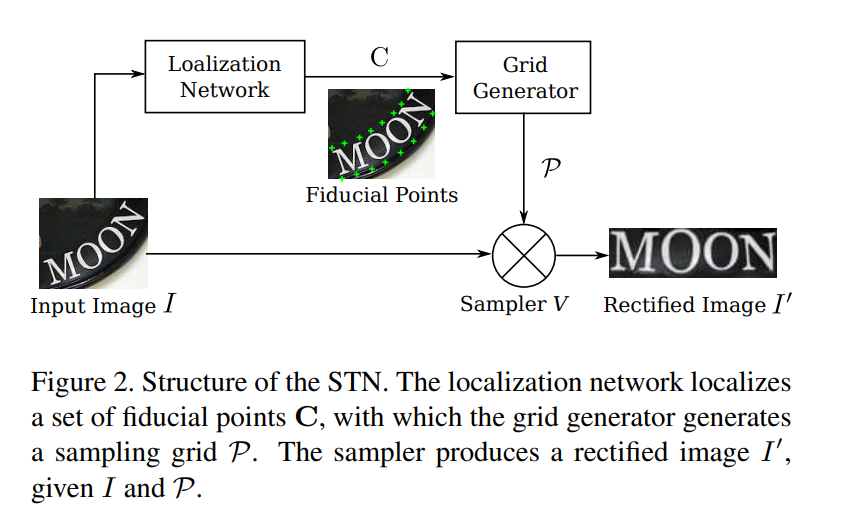 Loalization
Network
C
Grid
Generator
MOON
Fiducial Points
𝒫
MOON
Input Image I
Sampler V
MOON
Rectified Image I′
Figure 2. Structure of the STN. The localization network localizes
a set of fiducial points C, with which the grid generator generates
a sampling grid 𝒫. The sampler produces a rectified image I′,
given I and 𝒫.